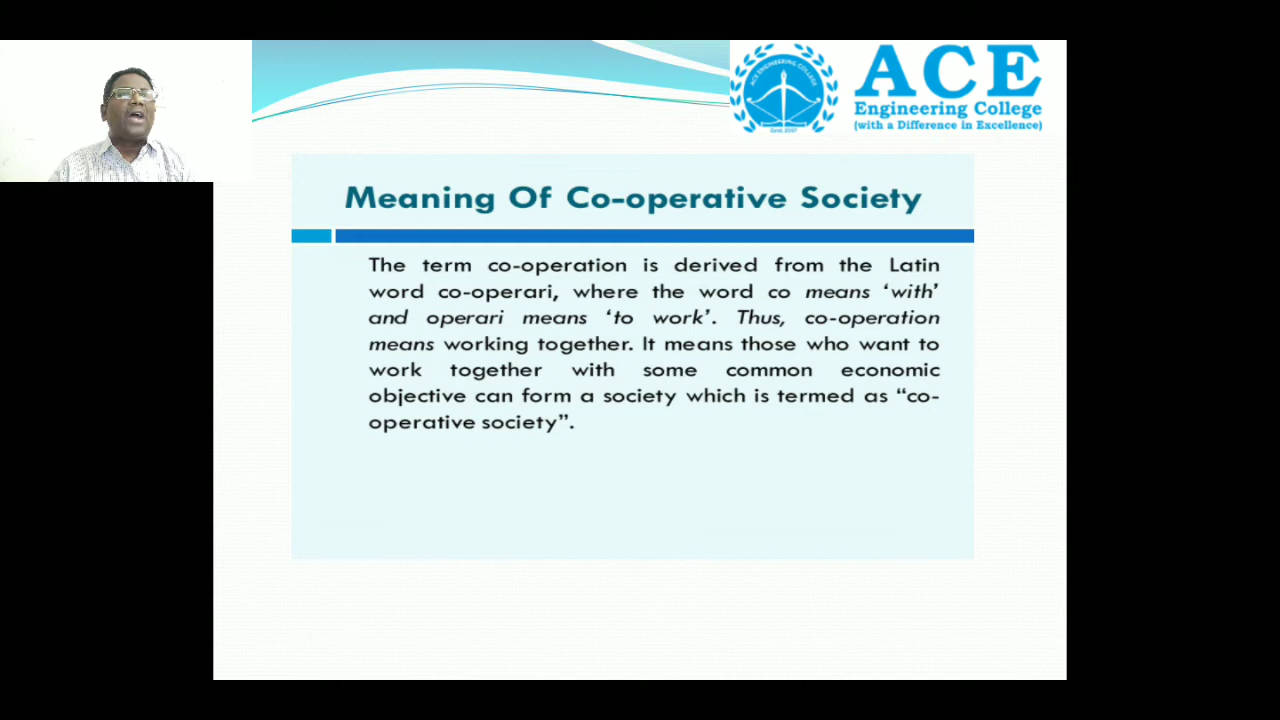 ACE ENGINEERING COLLEGE
ACE
Engineering College
(with a Difference in Excellence)
Meaning Of Co-operative Society
The term co-operation is derived from the Latin
word co-operari, where the word co means ‘with’
and operari means ‘to work’. Thus, co-operation
means working together. It means those who want to
work together with some common economic
objective can form a society which is termed as “co-
operative society”.